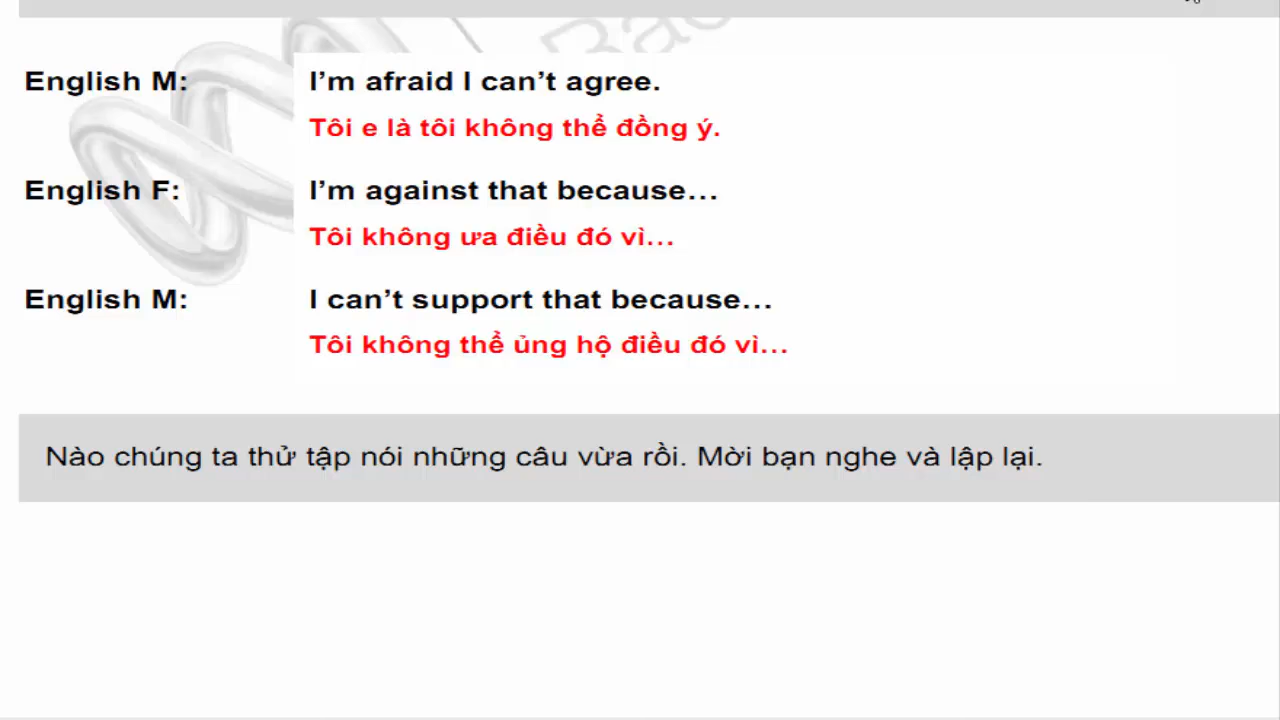 English M: I’m afraid I can’t agree.
Tôi e là tôi không thể đồng ý.
English F: I’m against that because…
Tôi không ưa điều đó vì…
English M: I can’t support that because…
Tôi không thể ủng hộ điều đó vì…
Nào chúng ta thử tập nói những câu vừa rồi. Mời bạn nghe và lập lại.